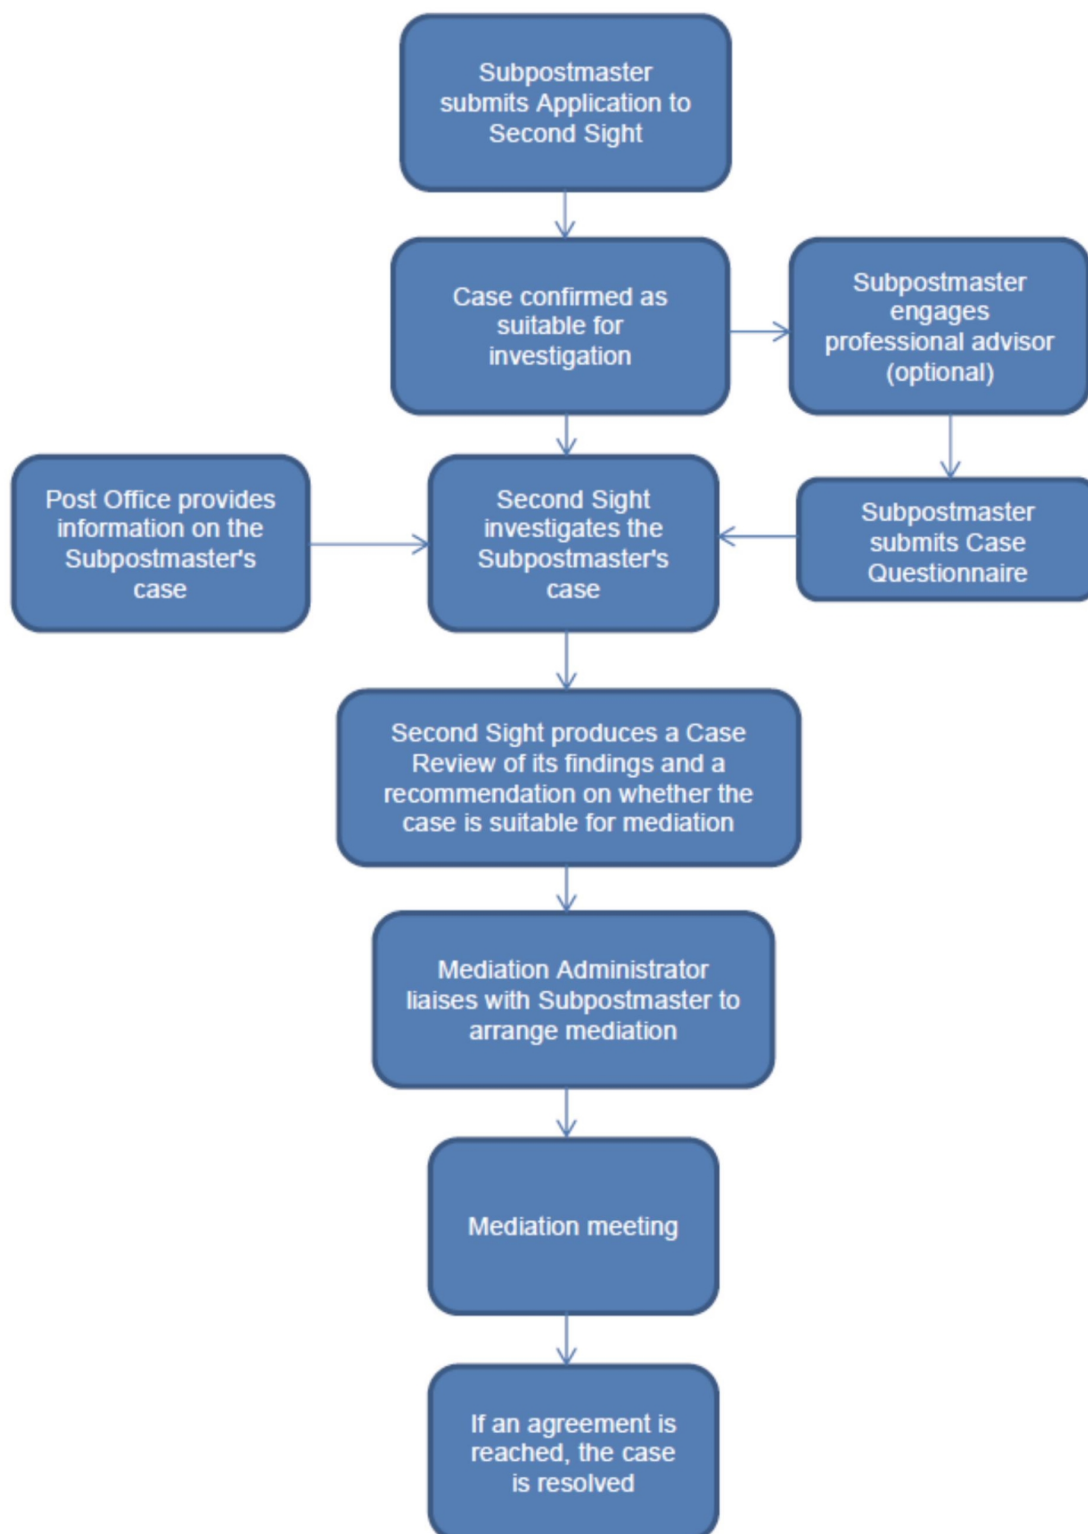 Subpostmaster
submits Application to
Second Sight
Case confirmed as
suitable for
investigation
Subpostmaster
engages
professional advisor
(optional)
Post Office provides
information on the
Subpostmaster's
case
Second Sight
investigates the
Subpostmaster's
case
Subpostmaster
submits Case
Questionnaire
Second Sight produces a Case
Review of its findings and a
recommendation on whether the
case is suitable for mediation
Mediation Administrator
liaises with Subpostmaster to
arrange mediation
Mediation meeting
If an agreement is
reached, the case
is resolved